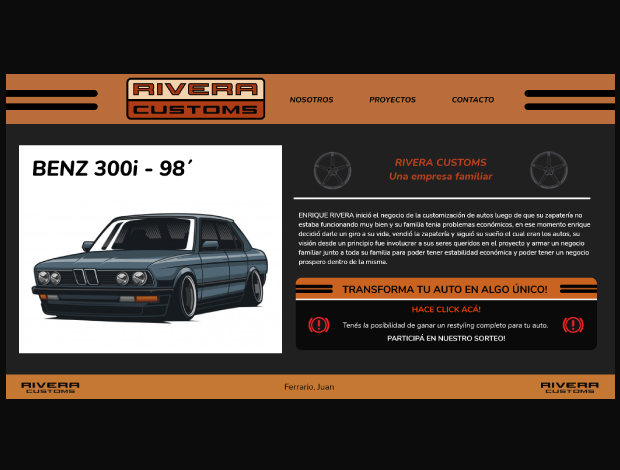 RIVERA
CUSTOMS
NOSOTROS
PROYECTOS
CONTACTO
BENZ 300i - 98´
RIVERA CUSTOMS
Una empresa familiar
ENRIQUE RIVERA inició el negocio de la customización de autos luego de que su zapatería no
estaba funcionando muy bien y su familia tenia problemas económicos, en ese momento enrique
decidió darle un giro a su vida, vendió la zapatería y siguió su sueño el cual eran los autos, su
visión desde un principio fue involucrar a sus seres queridos en el proyecto y armar un negocio
familiar junto a toda su familia para poder tener estabilidad económica y poder tener un negocio
prospero dentro de la misma.
TRANSFORMA TU AUTO EN ALGO ÚNICO!
HACE CLICK ACÁ!
Tenés la posibilidad de ganar un restyling completo para tu auto.
PARTICIPÁ EN NUESTRO SORTEO!
RIVERA
CUSTOMS
Ferrario, Juan
RIVERA
CUSTOMS